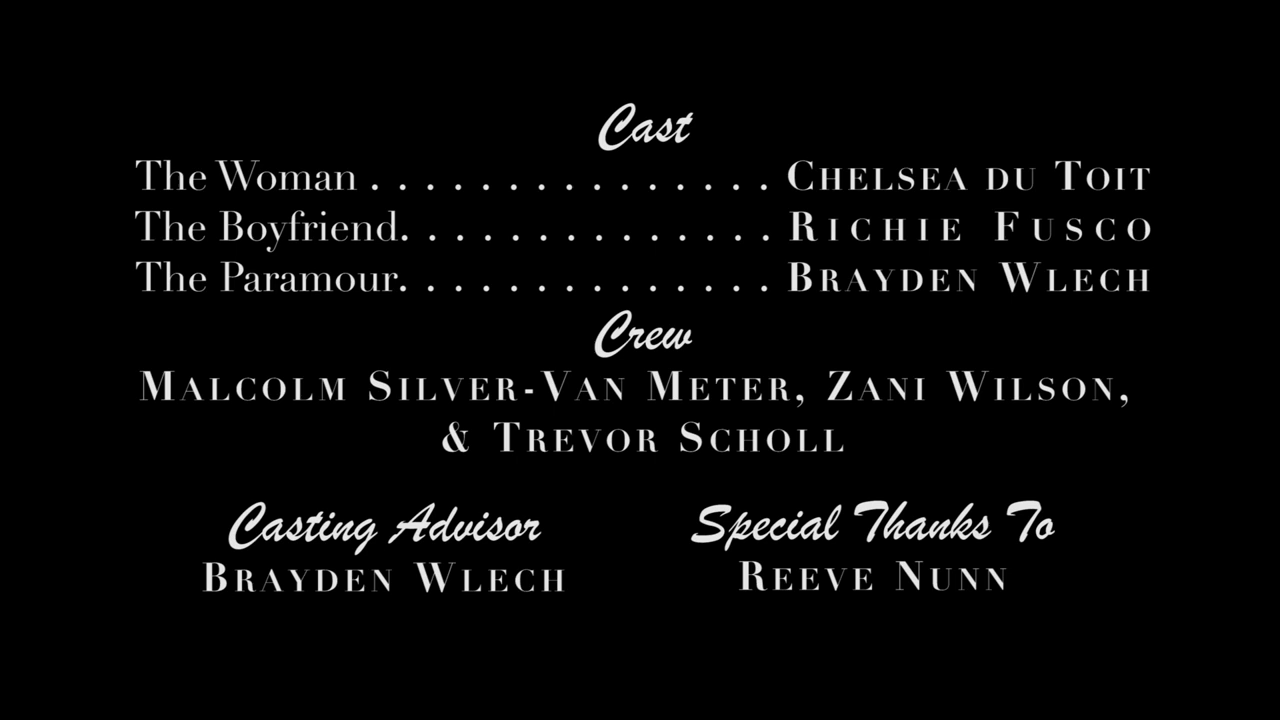 Cast
The Woman . . . . . . . . . . . . . . . Chelsea du Toit
The Boyfriend. . . . . . . . . . . . . . Richie Fusco
The Paramour. . . . . . . . . . . . . . Brayden Wlech
Crew
Malcolm Silver-Van Meter, Zani Wilson,
& Trevor Scholl
Casting Advisor
Brayden Wlech
Special Thanks To
Reeve Nunn